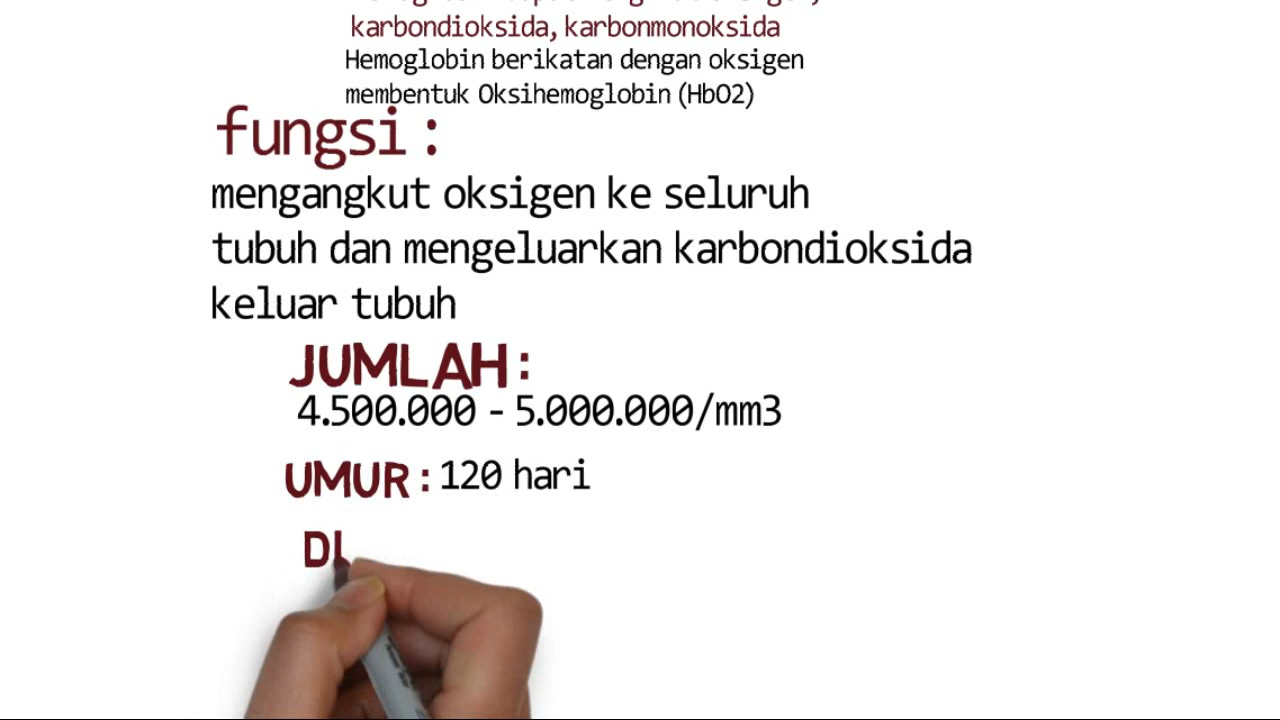 karbondioksida, karbonmonoksida
Hemoglobin berikatan dengan oksigen
membentuk Oksihemoglobin (HbO2)
fungsi :
mengangkut oksigen ke seluruh
tubuh dan mengeluarkan karbondioksida
keluar tubuh
JUMLAH :
4.500.000 - 5.000.000/mm3
UMUR : 120 hari
DI